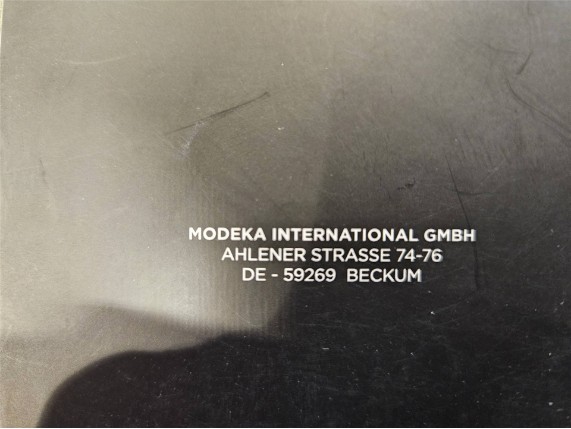 MODEKA INTERNATIONAL GMBH
AHLENER STRASSE 74-76
DE - 59269 BECKUM